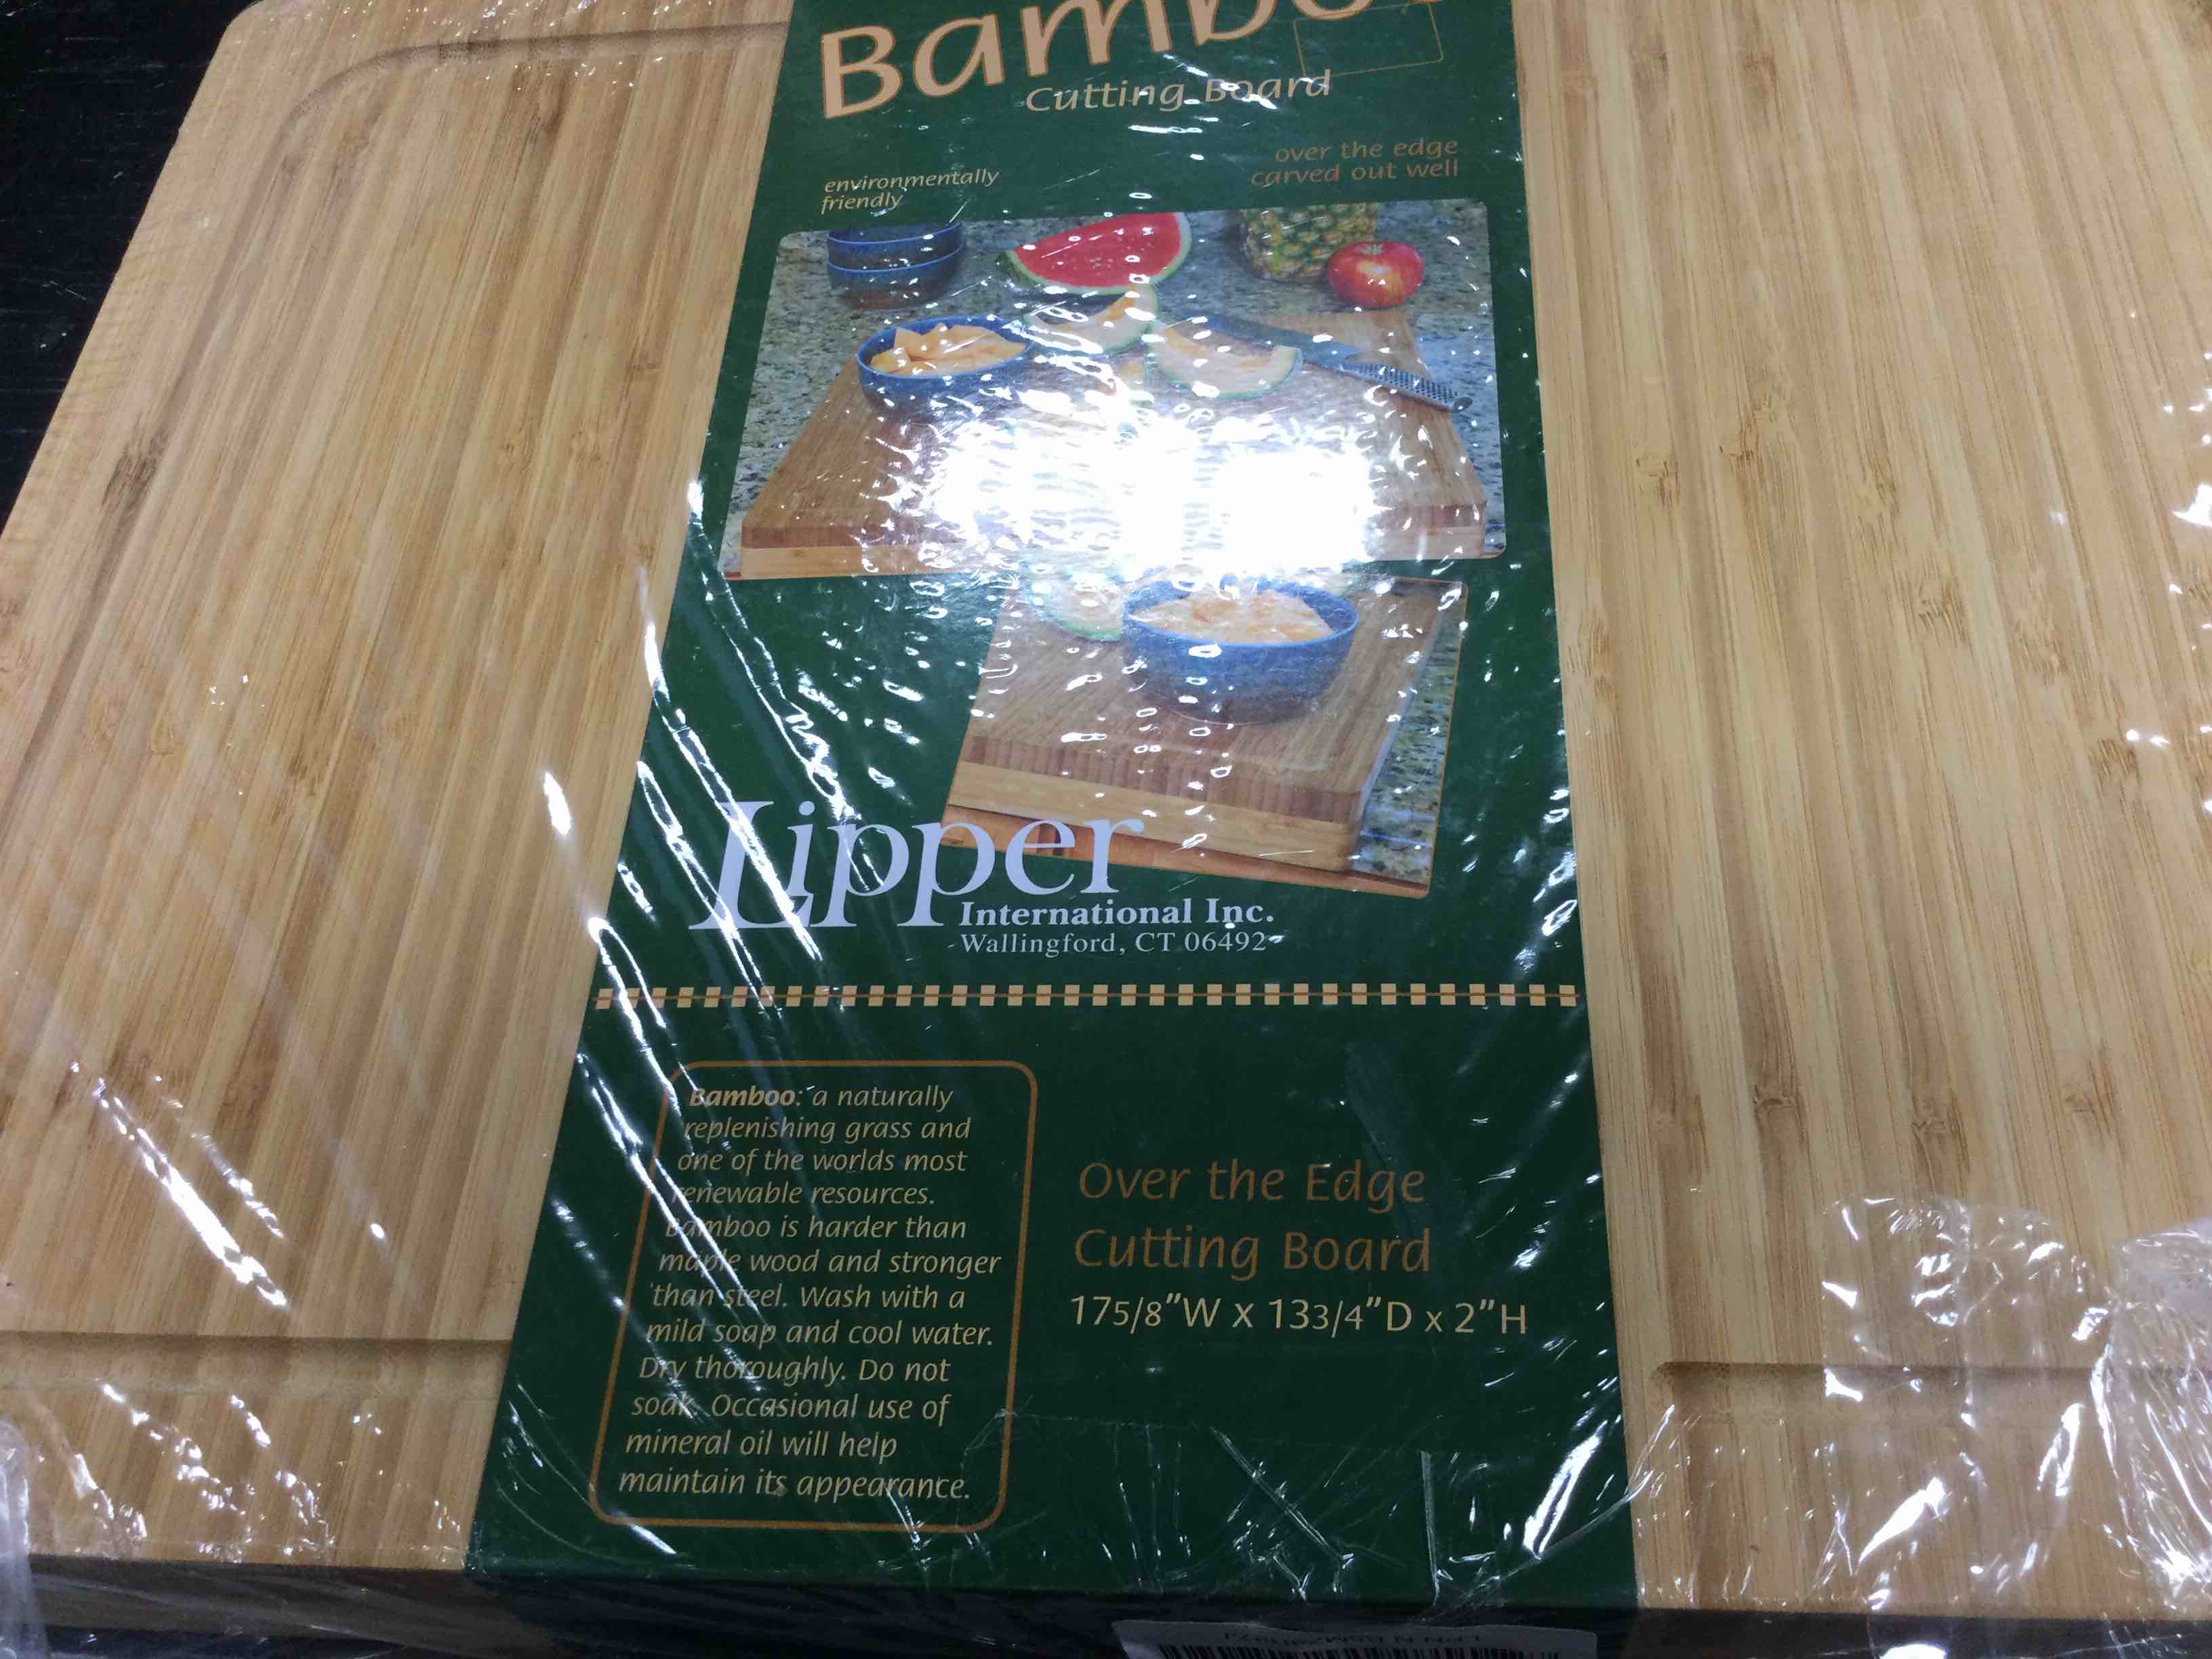 Cutting Board
environmentally
friendly
over the edge
carved out well
Lipper
International Inc.
Wallingford, CT 06492
Bamboo: a naturally
replenishing grass and
one of the worlds most
renewable resources.
Bamboo is harder than
maple wood and stronger
than steel. Wash with a
mild soap and cool water.
Dry thoroughly. Do not
soak. Occasional use of
mineral oil will help
maintain its appearance.
Over the Edge
Cutting Board
175/8"W x 133/4"D x 2"H